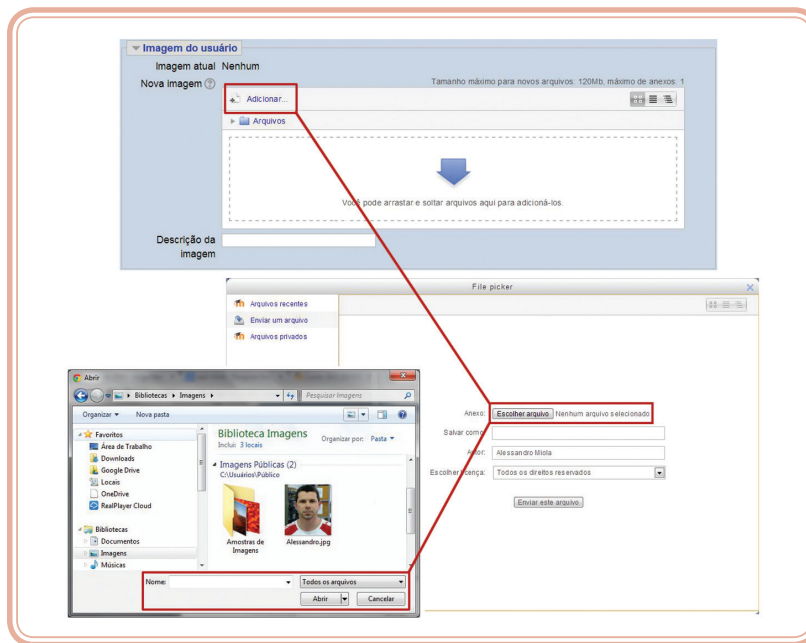 Imagem do usuário
Imagem atual Nenhum
Nova imagem
Tamanho máximo para novos arquivos: 120Mb, máximo de anexos: 1
Adicionar...
Arquivos
Você pode arrastar e soltar arquivos aqui para adicioná-los.
Descrição da
imagem
File picker
Arquivos recentes
Enviar um arquivo
Arquivos privados
Anexo: Escolher arquivo Nenhum arquivo selecionado
Salvar como:
Autor: Alessandro Miola
Escolher licença: Todos os direitos reservados
Enviar este arquivo
Abrir
Bibliotecas Imagens
Pesquisar Imagens
Organizar Nova pasta
Favoritos
Área de Trabalho
Downloads
Google Drive
Locais
OneDrive
RealPlayer Cloud
Bibliotecas
Documentos
Imagens
Músicas
Biblioteca Imagens
Inclui: 3 locais
Organizar por: Pasta
Imagens Públicas (2)
C:\Usuários\Público
Amostras de
Imagens
Alessandro.jpg
Nome:
Todos os arquivos
Abrir
Cancelar